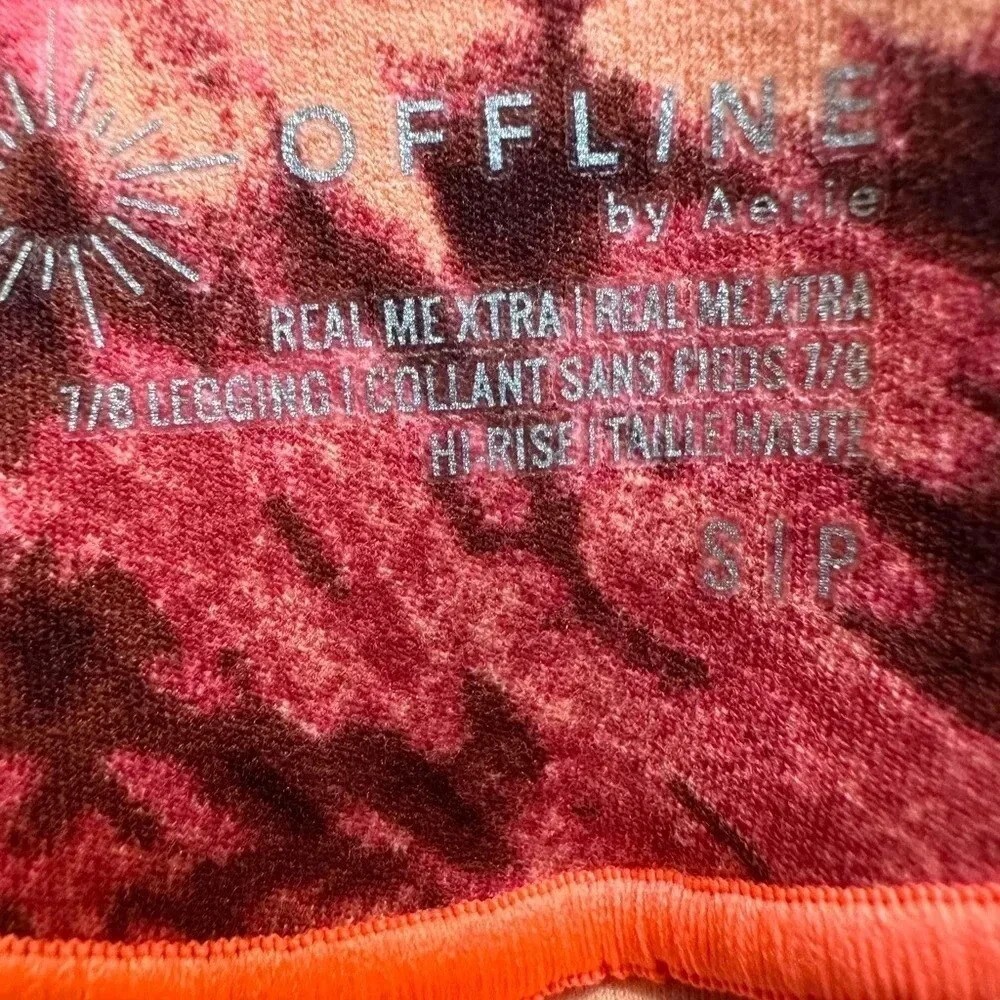 OFFLINE
by Aerie
REAL ME XTRA | REAL ME XTRA
7/8 LEGGING | COLLANT SANS PIEDS 7/8
HI-RISE | TAILLE HAUTE
S | P